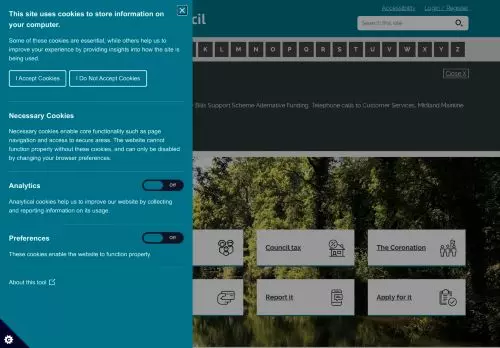 This site uses cookies to store information on
your computer.
Some of these cookies are essential, while others help us to
improve your experience by providing insights into how the site is
being used.
I Accept Cookies
I Do Not Accept Cookies
Necessary Cookies
Necessary cookies enable core functionality such as page
navigation and access to secure areas. The website cannot
function properly without these cookies, and can only be disabled
by changing your browser preferences.
Analytics
Off
Analytical cookies help us to improve our website by collecting
and reporting information on its usage.
Preferences
Off
These cookies enable the website to function properly.
About this tool
Accessibility
Login / Register
cil
Search this site
K L M N O P Q R S T U V W X Y Z
Close X
Bills Support Scheme Alternative Funding, Telephone calls to Customer Services, Midland Mainline
Council tax
The Coronation
Report it
Apply for it